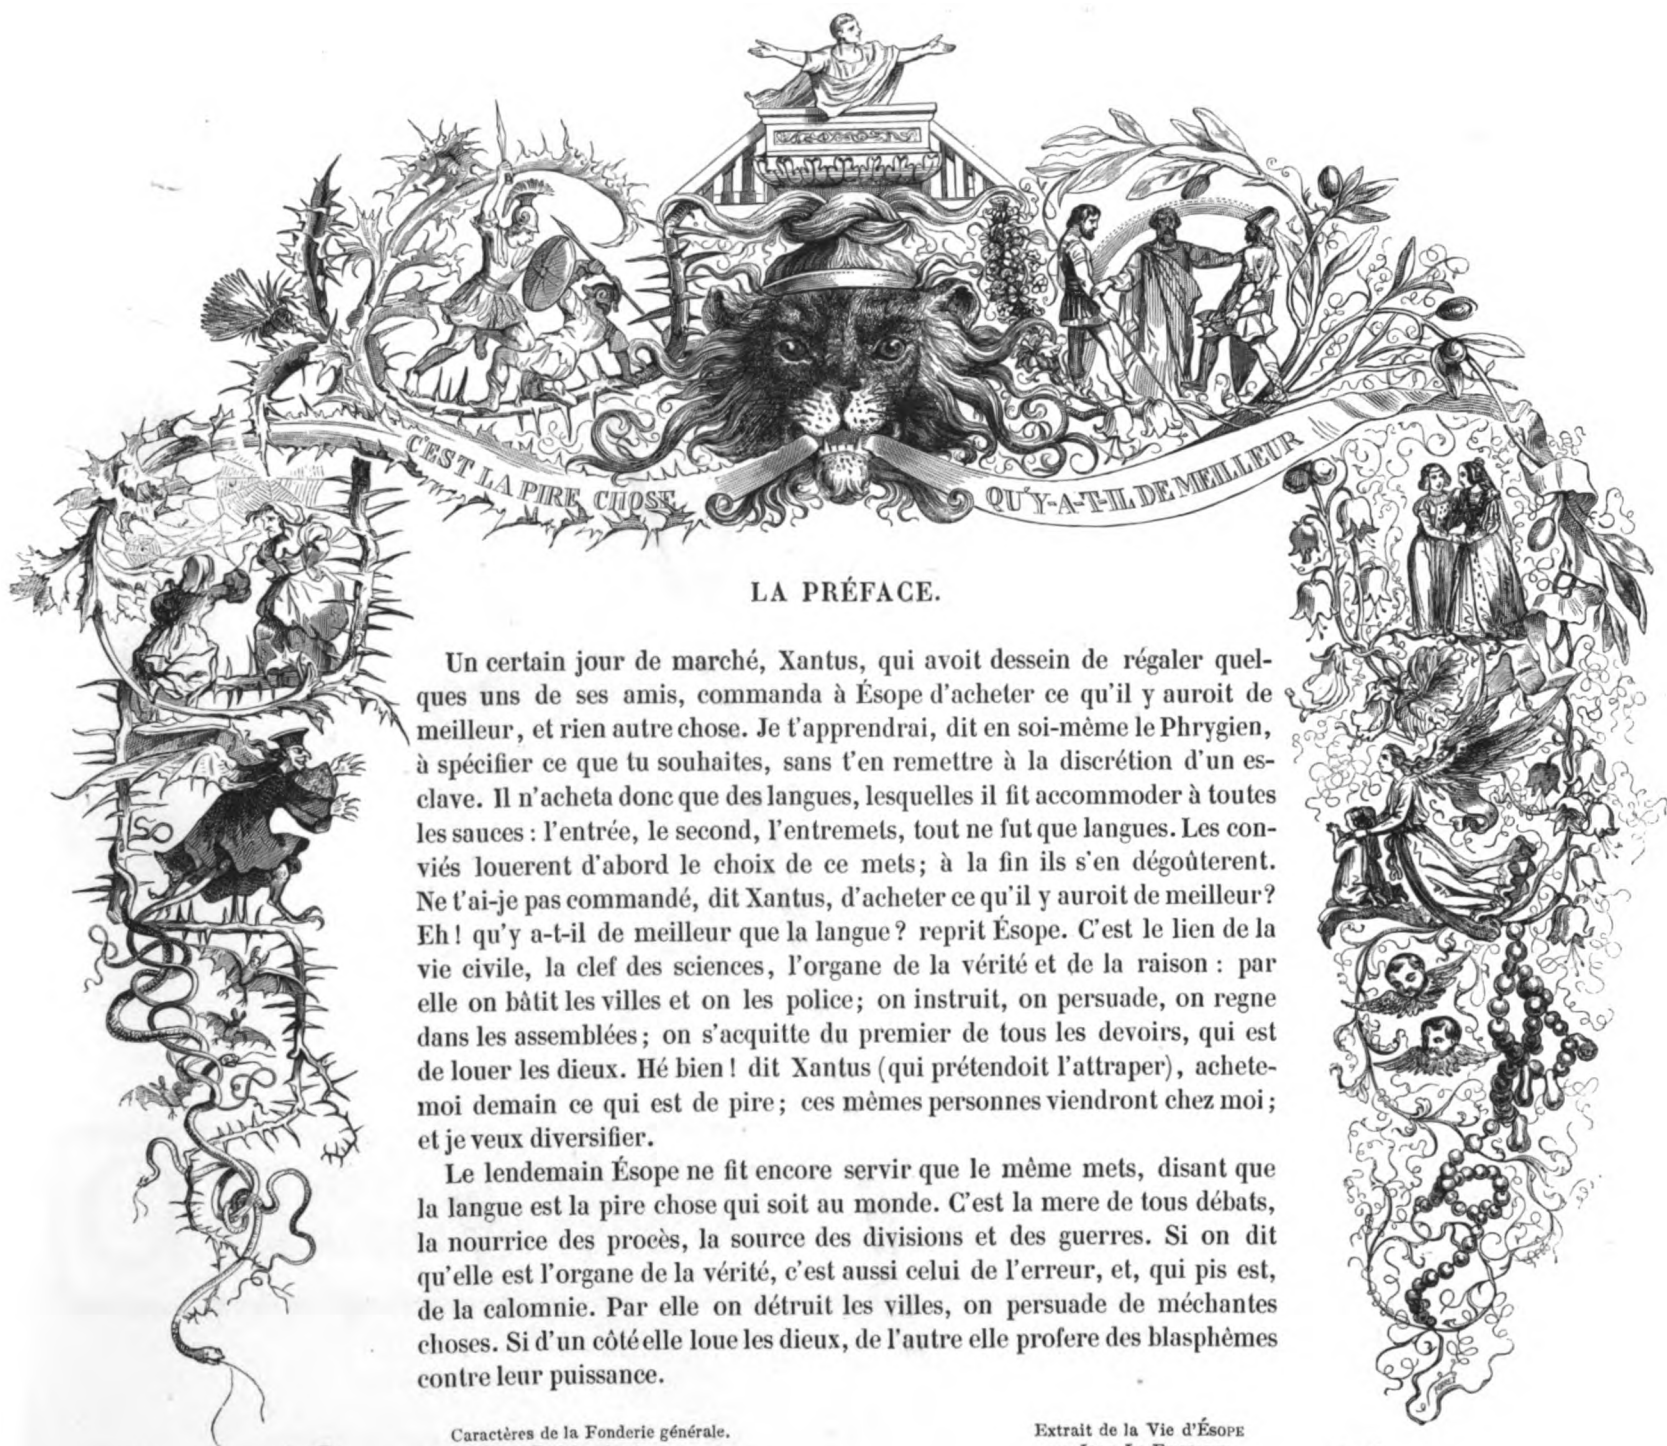 C'EST LA PIRE CHOSE
QU'Y-A-T-IL DE MEILLEUR
LA PRÉFACE.
Un certain jour de marché, Xantus, qui avoit dessein de régaler quel-
ques uns de ses amis, commanda à Ésope d'acheter ce qu'il y auroit de
meilleur, et rien autre chose. Je t'apprendrai, dit en soi-même le Phrygien,
à spécifier ce que tu souhaites, sans t'en remettre à la discrétion d'un es-
clave. Il n'acheta donc que des langues, lesquelles il fit accommoder à toutes
les sauces : l'entrée, le second, l'entremets, tout ne fut que langues. Les con-
viés louerent d'abord le choix de ce mets; à la fin ils s'en dégoûterent.
Ne t'ai-je pas commandé, dit Xantus, d'acheter ce qu'il y auroit de meilleur?
Eh! qu'y a-t-il de meilleur que la langue? reprit Ésope. C'est le lien de la
vie civile, la clef des sciences, l'organe de la vérité et de la raison : par
elle on bâtit les villes et on les police; on instruit, on persuade, on regne
dans les assemblées; on s'acquitte du premier de tous les devoirs, qui est
de louer les dieux. Hé bien! dit Xantus (qui prétendoit l'attraper), achete-
moi demain ce qui est de pire; ces mêmes personnes viendront chez moi;
et je veux diversifier.
Le lendemain Ésope ne fit encore servir que le même mets, disant que
la langue est la pire chose qui soit au monde. C'est la mere de tous débats,
la nourrice des procès, la source des divisions et des guerres. Si on dit
qu'elle est l'organe de la vérité, c'est aussi celui de l'erreur, et, qui pis est,
de la calomnie. Par elle on détruit les villes, on persuade de méchantes
choses. Si d'un côté elle loue les dieux, de l'autre elle profere des blasphêmes
contre leur puissance.
Caractères de la Fonderie générale.
Extrait de la Vie d'ÉSOPE